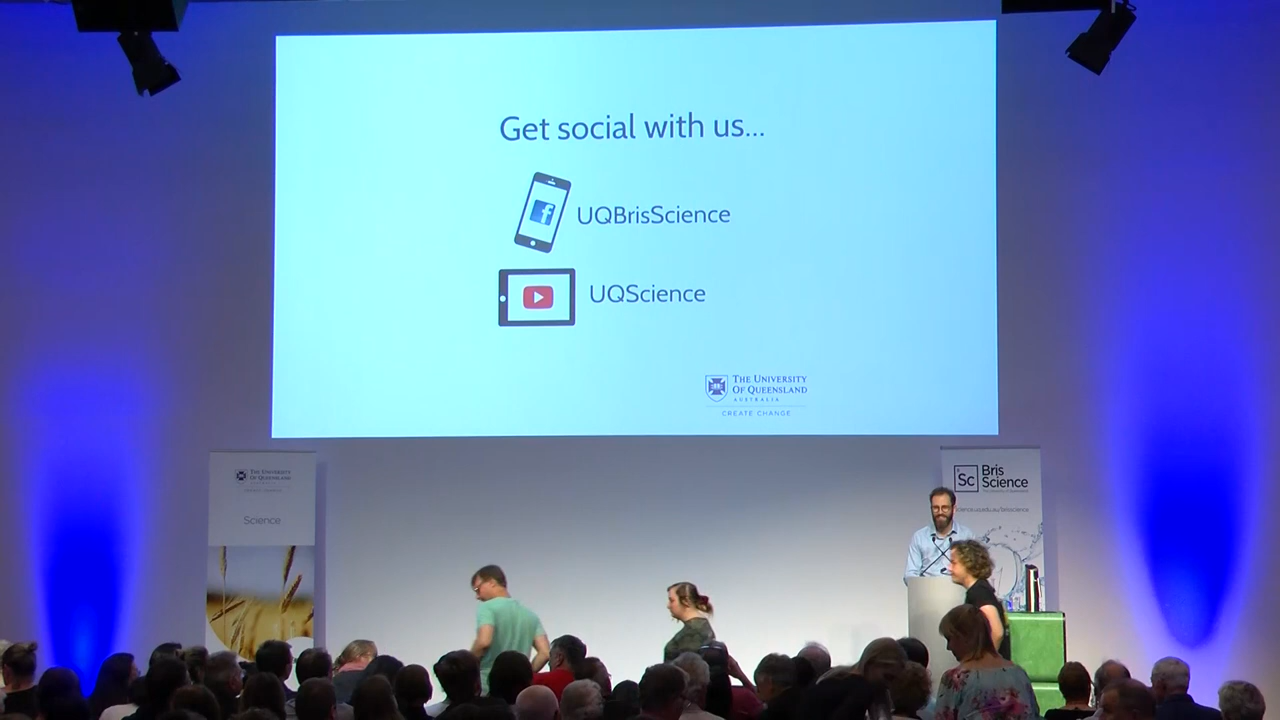 Get social with us...
UQBrisScience
UQScience
THE UNIVERSITY
OF QUEENSLAND
AUSTRALIA
CREATE CHANGE
THE UNIVERSITY
OF QUEENSLAND
Science
Sc
Bris
Science